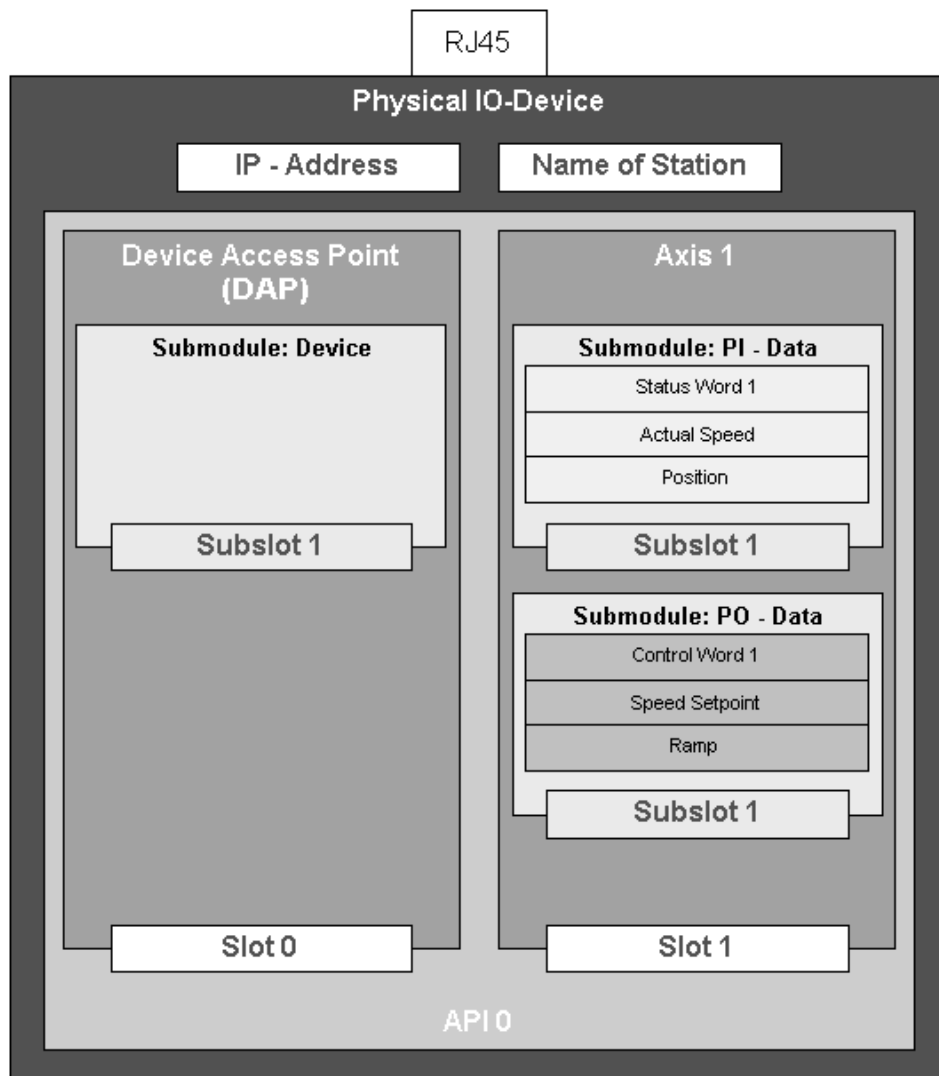 RJ45
Physical IO-Device
IP - Address
Name of Station
Device Access Point
(DAP)
Submodule: Device
Subslot 1
Slot 0
Axis 1
Submodule: PI - Data
Status Word 1
Actual Speed
Position
Subslot 1
Submodule: PO - Data
Control Word 1
Speed Setpoint
Ramp
Subslot 1
Slot 1
API 0